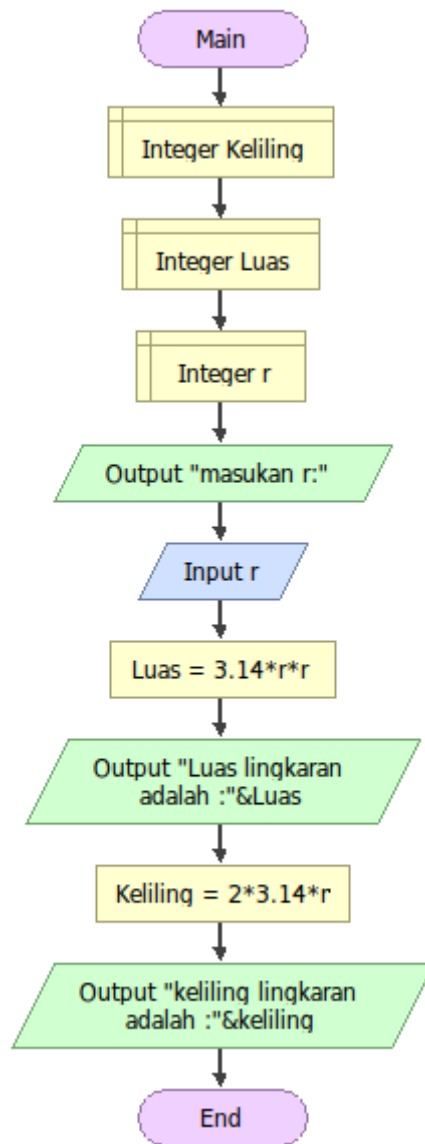 Main
Integer Keliling
Integer Luas
Integer r
Output "masukan r:"
Input r
Luas = 3.14*r*r
Output "Luas lingkaran
adalah :"&Luas
Keliling = 2*3.14*r
Output "keliling lingkaran
adalah :"&keliling
End